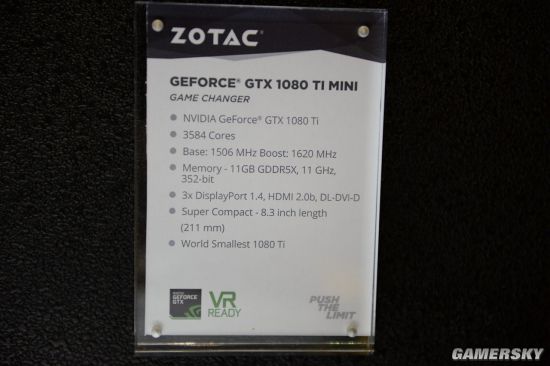 ZOTAC
GEFORCE® GTX 1080 TI MINI
GAME CHANGER
NVIDIA GeForce® GTX 1080 Ti
3584 Cores
Base: 1506 MHz Boost: 1620 MHz
Memory - 11GB GDDR5X, 11 GHz,
352-bit
3x DisplayPort 1.4, HDMI 2.0b, DL-DVI-D
Super Compact - 8.3 inch length
(211 mm)
World Smallest 1080 Ti
GEFORCE
GTX
VR
READY
PUSH
THE
LIMIT
GAMERSKY